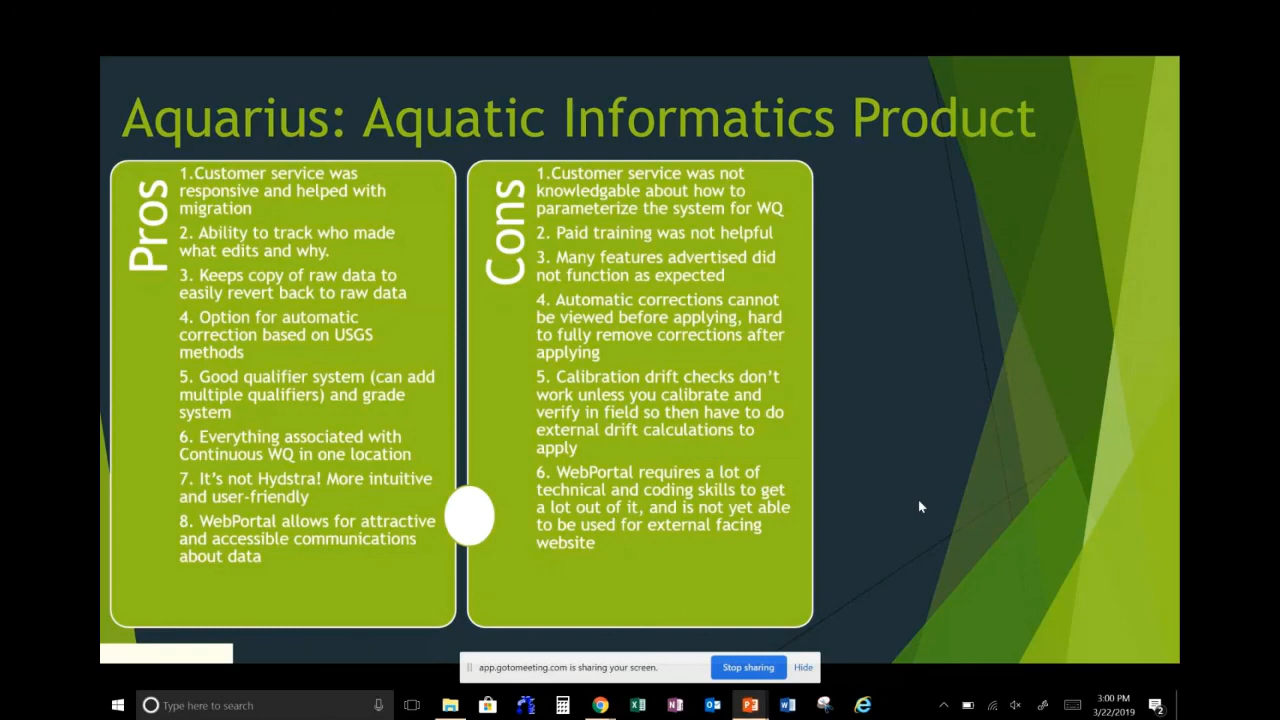 Aquarius: Aquatic Informatics Product
Pros
1.Customer service was
responsive and helped with
migration
2. Ability to track who made
what edits and why.
3. Keeps copy of raw data to
easily revert back to raw data
4. Option for automatic
correction based on USGS
methods
5. Good qualifier system (can add
multiple qualifiers) and grade
system
6. Everything associated with
Continuous WQ in one location
7. It's not Hydstra! More intuitive
and user-friendly
8. WebPortal allows for attractive
and accessible communications
about data
Cons
1.Customer service was not
knowledgable about how to
parameterize the system for WQ
2. Paid training was not helpful
3. Many features advertised did
not function as expected
4. Automatic corrections cannot
be viewed before applying, hard
to fully remove corrections after
applying
5. Calibration drift checks don't
work unless you calibrate and
verify in field so then have to do
external drift calculations to
apply
6. WebPortal requires a lot of
technical and coding skills to get
a lot out of it, and is not yet able
to be used for external facing
website
app.gotomeeting.com is sharing your screen.
Stop sharing
Hide
Type here to search
3:00 PM
3/22/2019
2